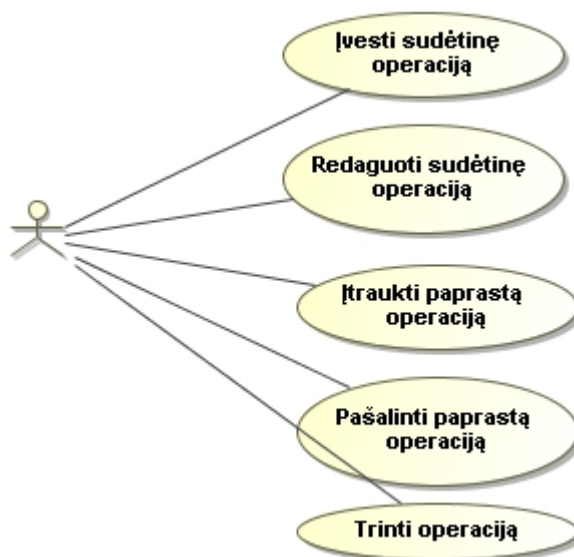 Įvesti sudėtinę
operaciją
Redaguoti sudėtinę
operaciją
Įtraukti paprastą
operaciją
Pašalinti paprastą
operaciją
Trinti operaciją